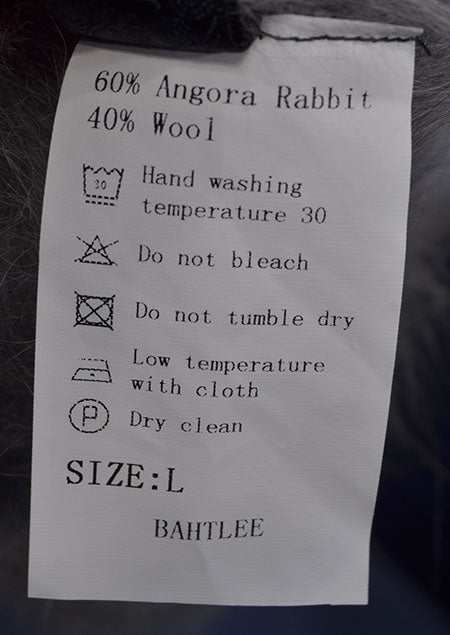 60% Angora Rabbit
40% Wool
30
Hand washing
temperature 30
Do not bleach
Do not tumble dry
Low temperature
with cloth
P
Dry clean
SIZE:L
BAHTLEE